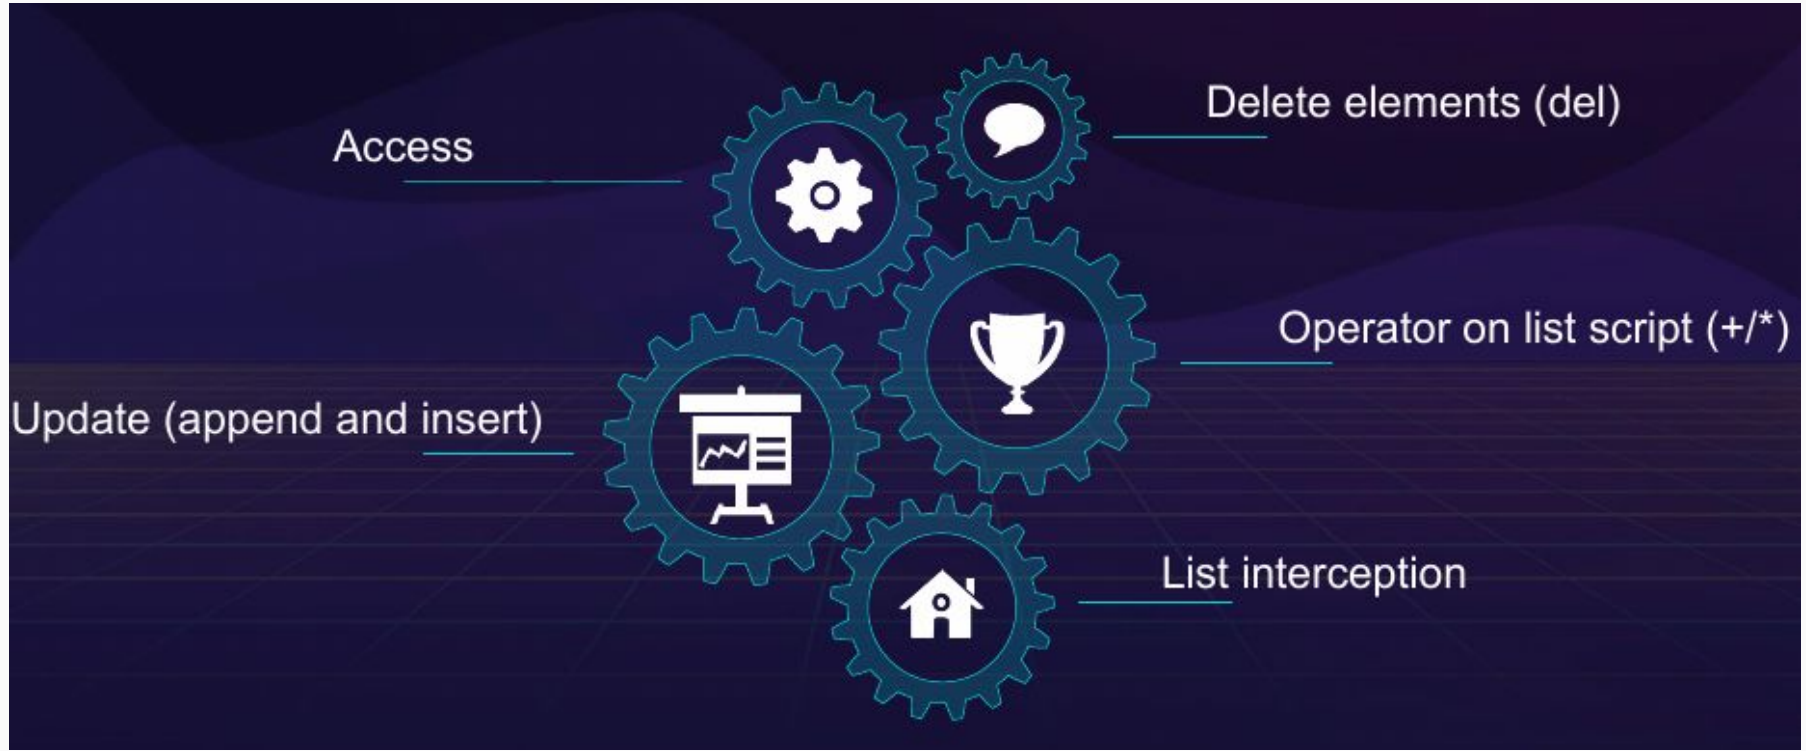 Access
Delete elements (del)
Operator on list script (+/*)
Update (append and insert)
List interception